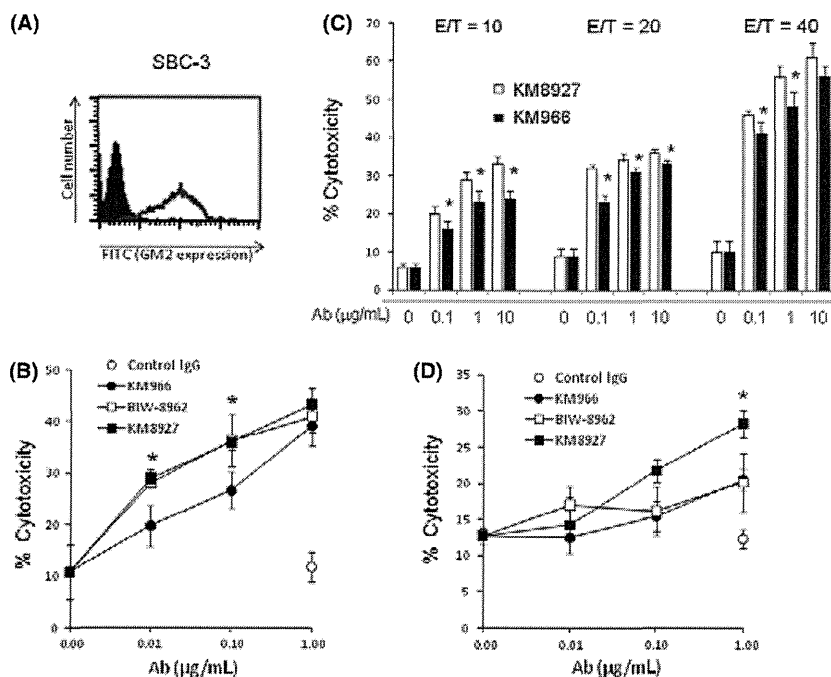 (A)
SBC-3
Cell number
FITC (GM2 expression)
(C)
E/T = 10 E/T = 20 E/T = 40
KM8927
KM966
% Cytotoxicity
70
60
50
40
30
20
10
0
* * * * * * * *
Ab (µg/mL) 0 0.1 1 10 0 0.1 1 10 0 0.1 1 10
(B)
Control IgG
KM966
BIW-8962
KM8927
% Cytotoxicity
50
40
30
20
10
0
* *
0.00 0.01 0.10 1.00
Ab (µg/mL)
(D)
Control IgG
KM966
BIW-8962
KM8927
% Cytotoxicity
35
30
25
20
15
10
5
0
*
0.00 0.01 0.10 1.00
Ab (µg/mL)